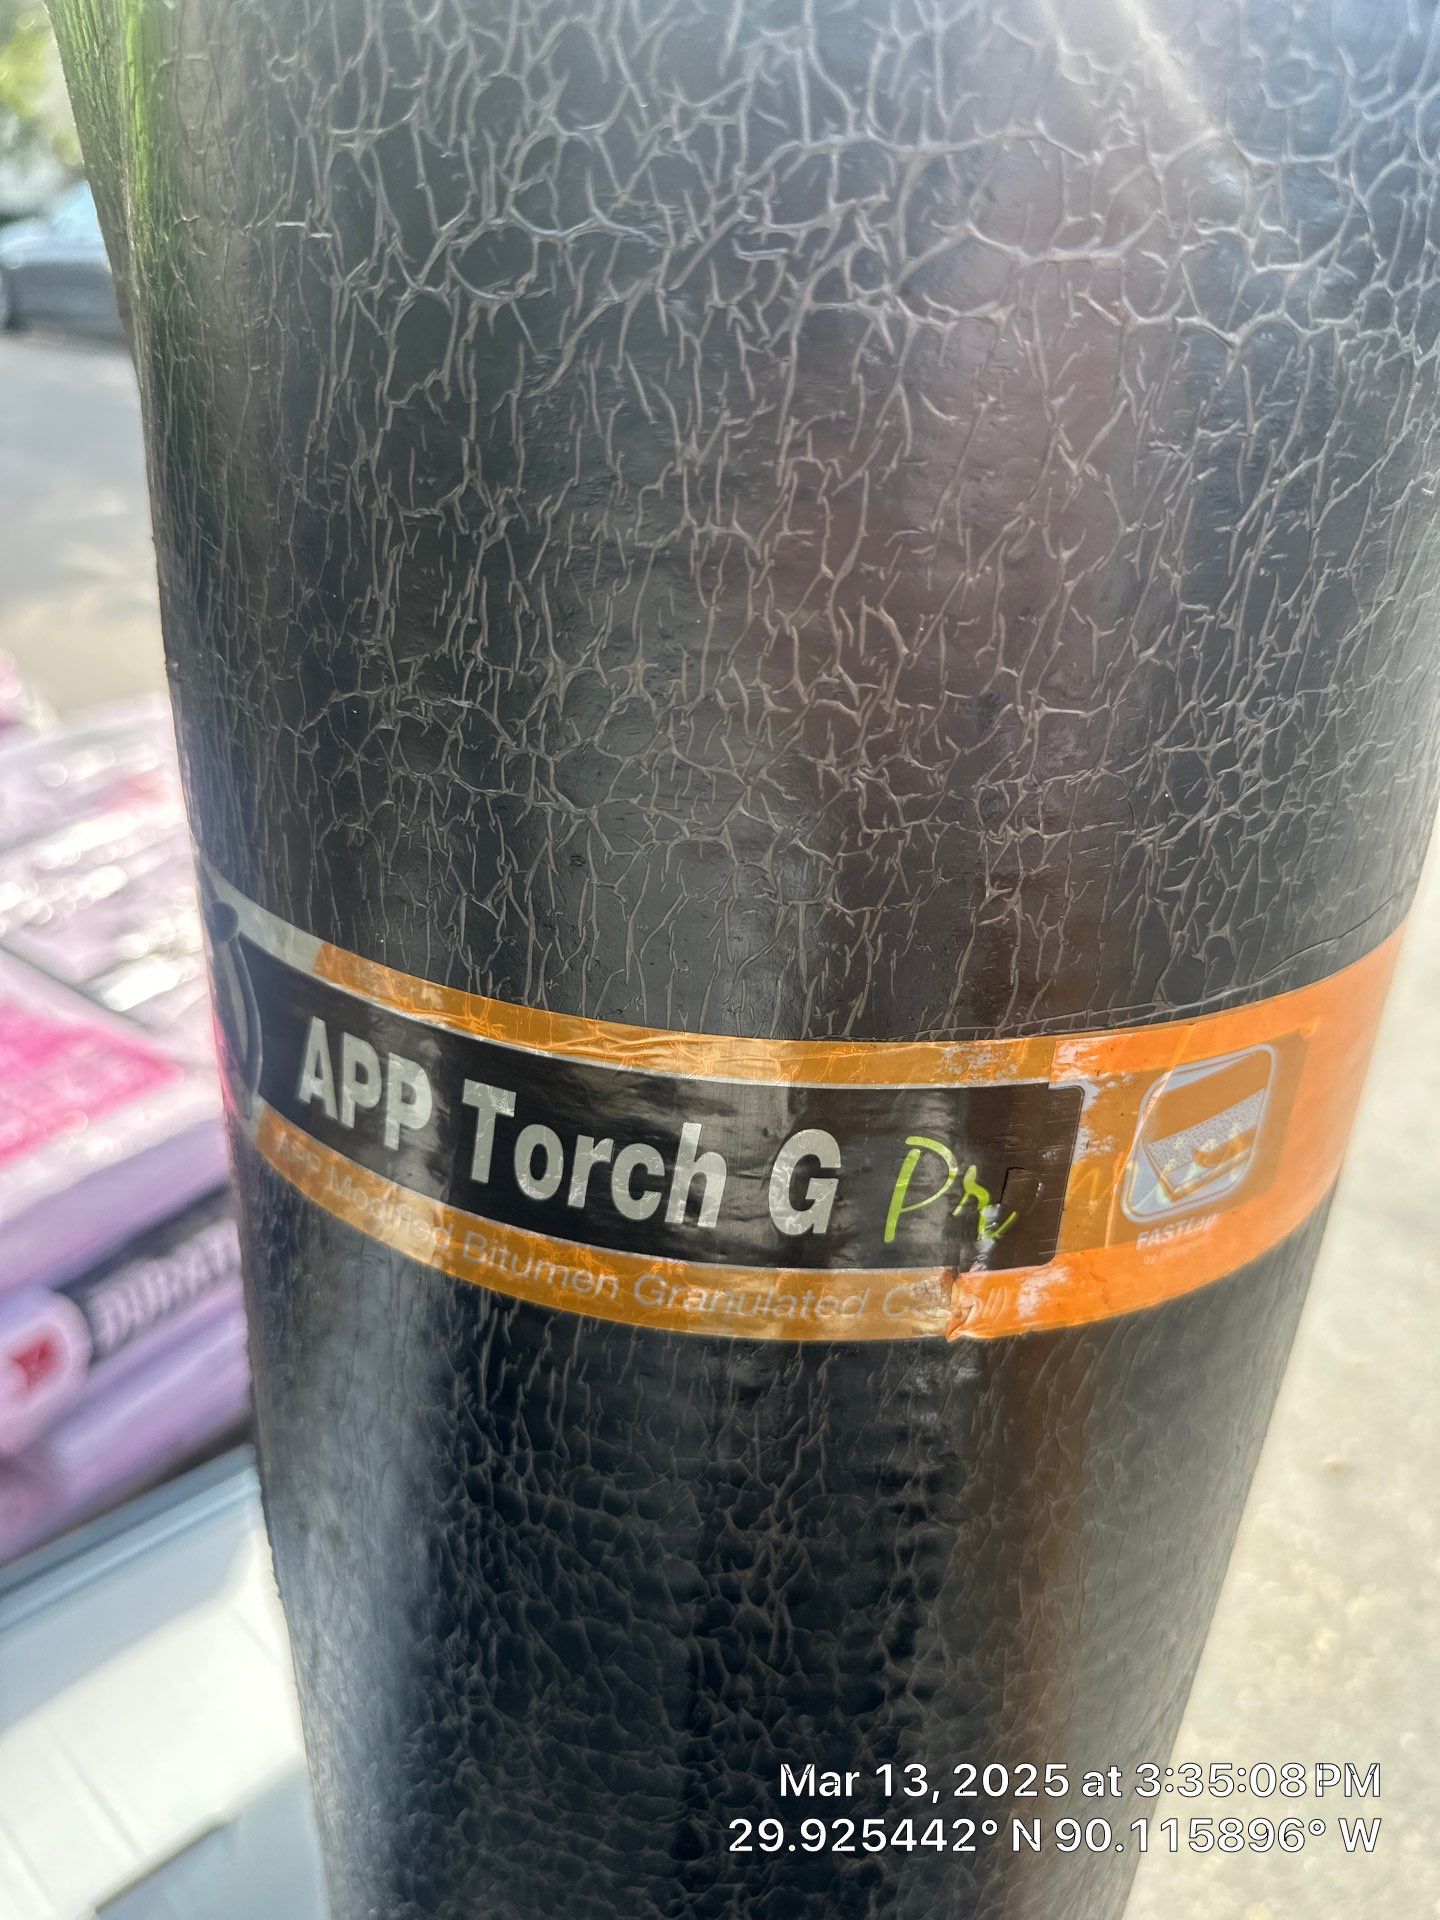 APP Torch G
APP Modified Bitumen Granulated
FASTLap
Mar 13, 2025 at 3:35:08 PM
29.925442° N 90.115896° W